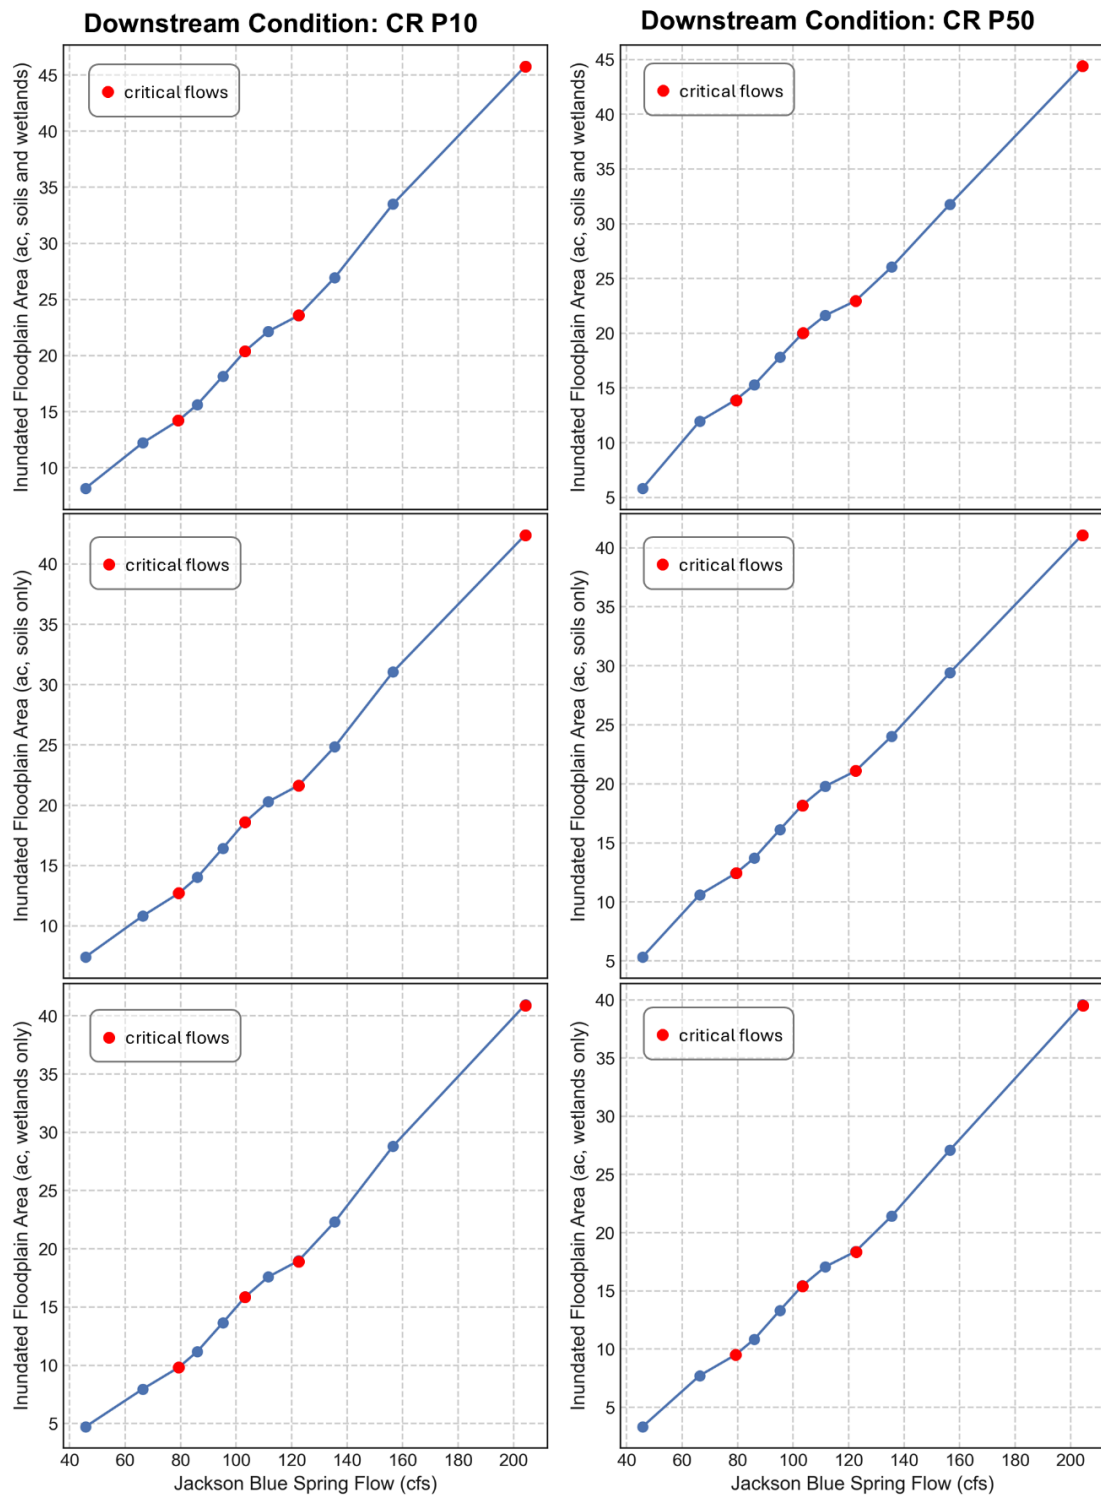 Downstream Condition: CR P10
Downstream Condition: CR P50
Inundated Floodplain Area (ac, soils and wetlands)
45
40
35
30
25
20
15
10
critical flows
Inundated Floodplain Area (ac, soils and wetlands)
45
40
35
30
25
20
15
10
5
critical flows
Inundated Floodplain Area (ac, soils only)
40
35
30
25
20
15
10
critical flows
Inundated Floodplain Area (ac, soils only)
40
35
30
25
20
15
10
5
critical flows
Inundated Floodplain Area (ac, wetlands only)
40
35
30
25
20
15
10
5
critical flows
40 60 80 100 120 140 160 180 200
Jackson Blue Spring Flow (cfs)
Inundated Floodplain Area (ac, wetlands only)
40
35
30
25
20
15
10
5
critical flows
40 60 80 100 120 140 160 180 200
Jackson Blue Spring Flow (cfs)